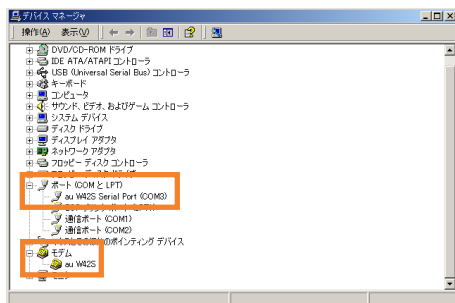 デバイス マネージャ
操作(A) 表示(V)
DVD/CD-ROM ドライブ
IDE ATA/ATAPI コントローラ
USB (Universal Serial Bus) コントローラ
キーボード
コンピュータ
サウンド、ビデオ、およびゲーム コントローラ
システム デバイス
ディスク ドライブ
ディスプレイ アダプタ
ネットワーク アダプタ
フロッピー ディスク コントローラ
ポート (COM と LPT)
au W42S Serial Port (COM3)
通信ポート (COM1)
通信ポート (COM2)
ポインティング デバイス
モデム
au W42S